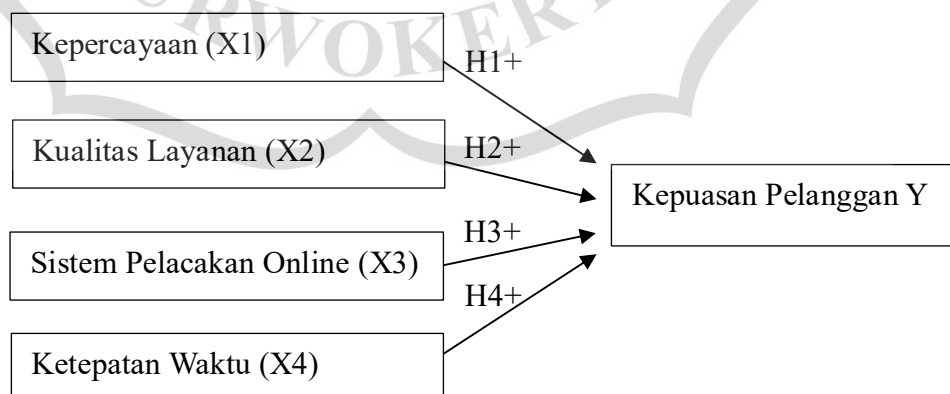 Kepercayaan (X1)
H1+
Kualitas Layanan (X2)
H2+
Kepuasan Pelanggan Y
H3+
Sistem Pelacakan Online (X3)
H4+
Ketepatan Waktu (X4)